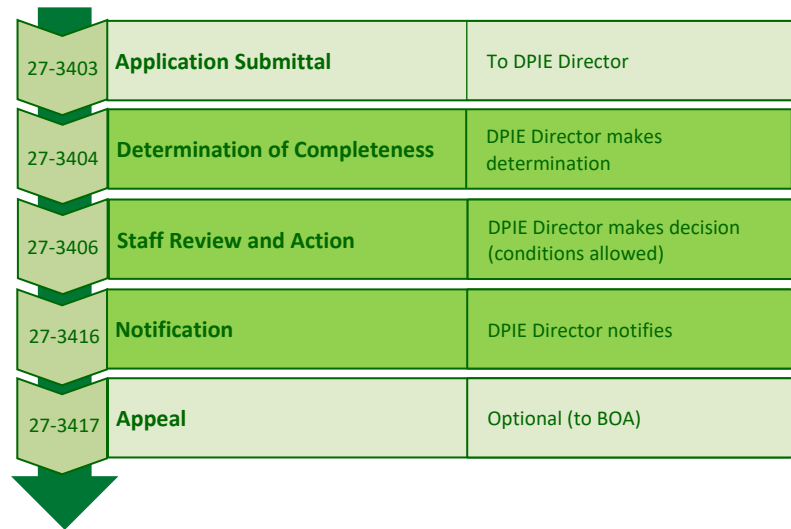 27-3403
Application Submittal
To DPIE Director
27-3404
Determination of Completeness
DPIE Director makes
determination
27-3406
Staff Review and Action
DPIE Director makes decision
(conditions allowed)
27-3416
Notification
DPIE Director notifies
27-3417
Appeal
Optional (to BOA)